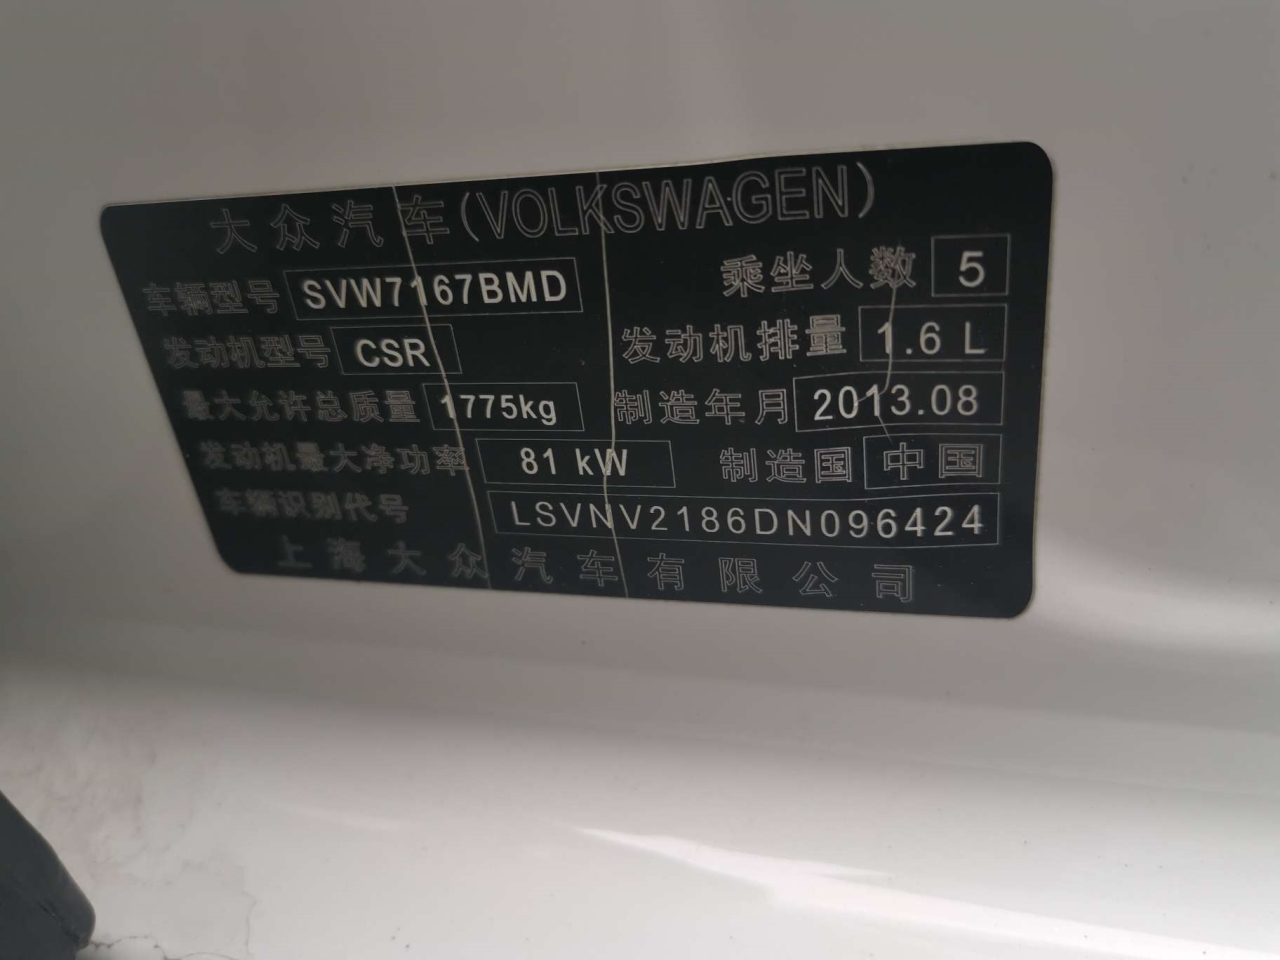 大众汽车(VOLKSWAGEN)
车辆型号 SVW7167BMD 乘坐人数 5
发动机型号 CSR 发动机排量 1.6 L
最大允许总质量 1775kg 制造年月 2013.08
发动机最大净功率 81 kW 制造国 中国
车辆识别代号 LSVNV2186DN096424
上海大众汽车有限公司